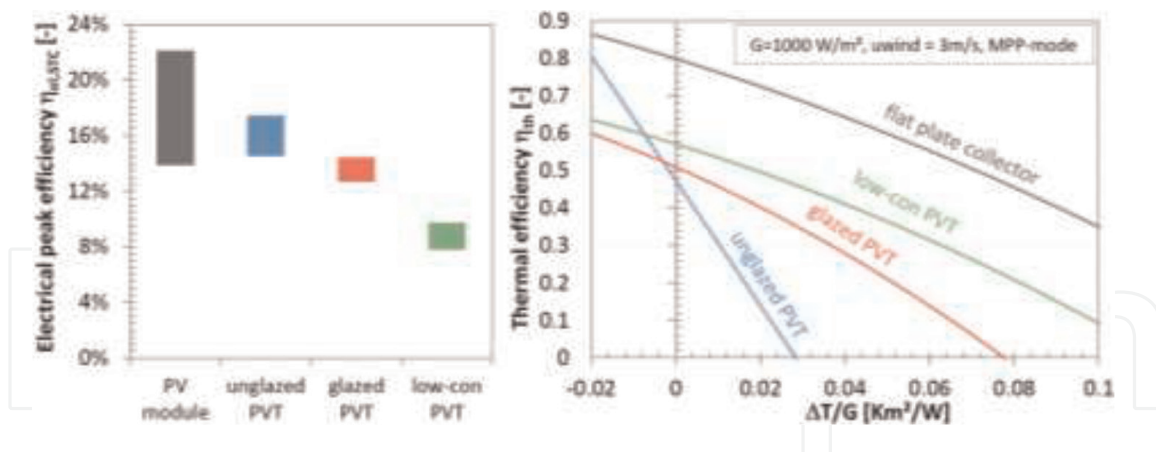 Electrical peak efficiency ηel,STC [-]
24%
20%
16%
12%
8%
4%
0%
PV module
unglazed PVT
glazed PVT
low-con PVT
Thermal efficiency ηth [-]
0.9
0.8
0.7
0.6
0.5
0.4
0.3
0.2
0.1
0
G=1000 W/m², uwind = 3m/s, MPP-mode
flat plate collector
low-con PVT
glazed PVT
unglazed PVT
-0.02
0
0.02
0.04
0.06
0.08
0.1
ΔT/G [Km²/W]